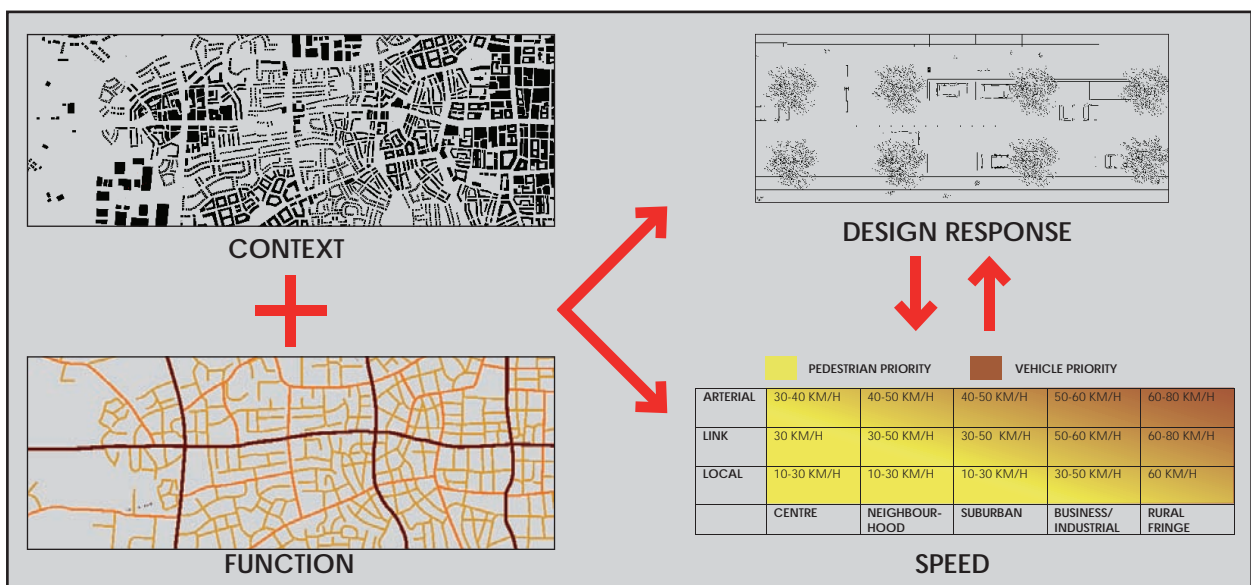 CONTEXT
FUNCTION
DESIGN RESPONSE
PEDESTRIAN PRIORITY VEHICLE PRIORITY
ARTERIAL 30-40 KM/H 40-50 KM/H 40-50 KM/H 50-60 KM/H 60-80 KM/H
LINK 30 KM/H 30-50 KM/H 30-50 KM/H 50-60 KM/H 60-80 KM/H
LOCAL 10-30 KM/H 10-30 KM/H 10-30 KM/H 30-50 KM/H 60 KM/H
CENTRE NEIGHBOUR- SUBURBAN BUSINESS/ RURAL
HOOD INDUSTRIAL FRINGE
SPEED